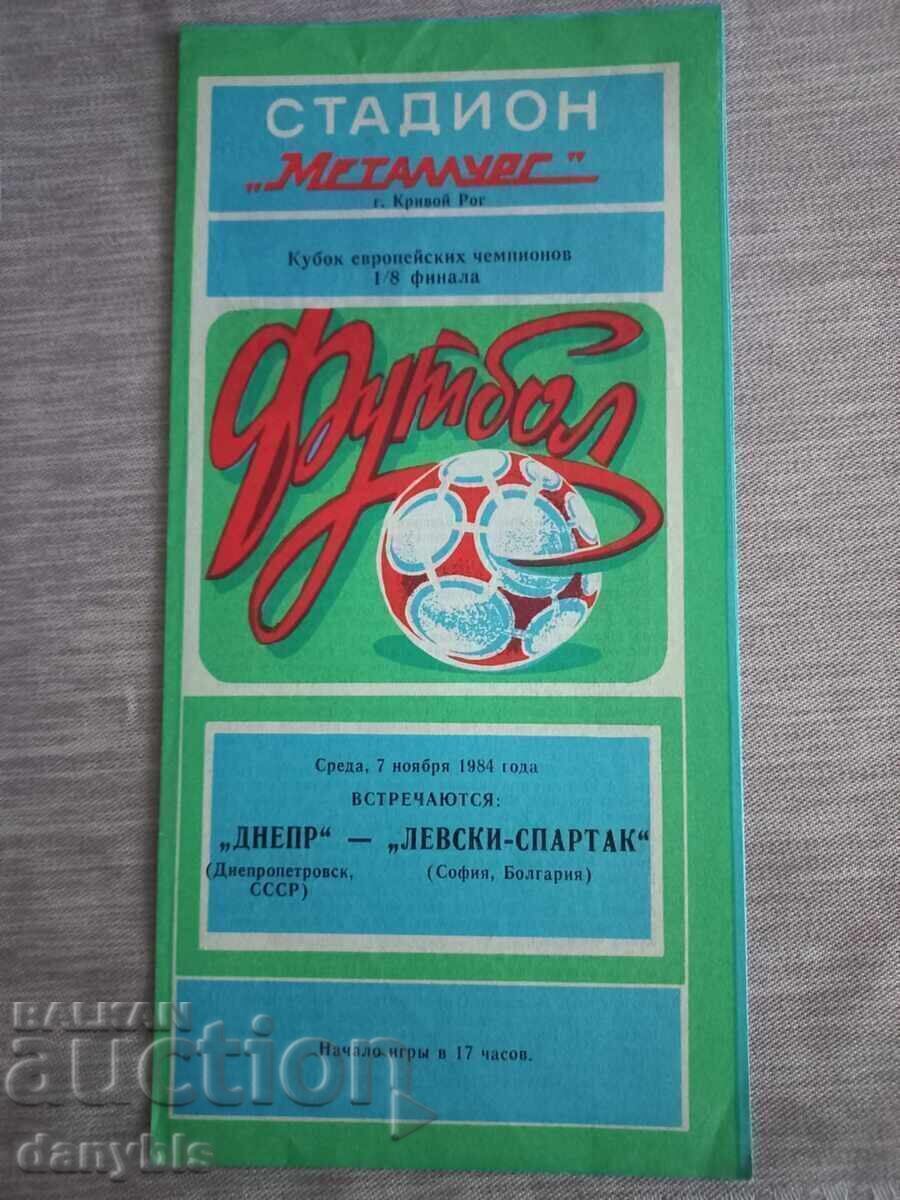 СТАДИОН
„Металлург"
г. Кривой Рог
Кубок европейских чемпионов
1/8 финала
Футбол
Среда, 7 ноября 1984 года
ВСТРЕЧАЮТСЯ:
„ДНЕПР“ — „ЛЕВСКИ-СПАРТАК“
(Днепропетровск, СССР) (София, Болгария)
Начало игры в 17 часов.
BALKAN
auction
danybls